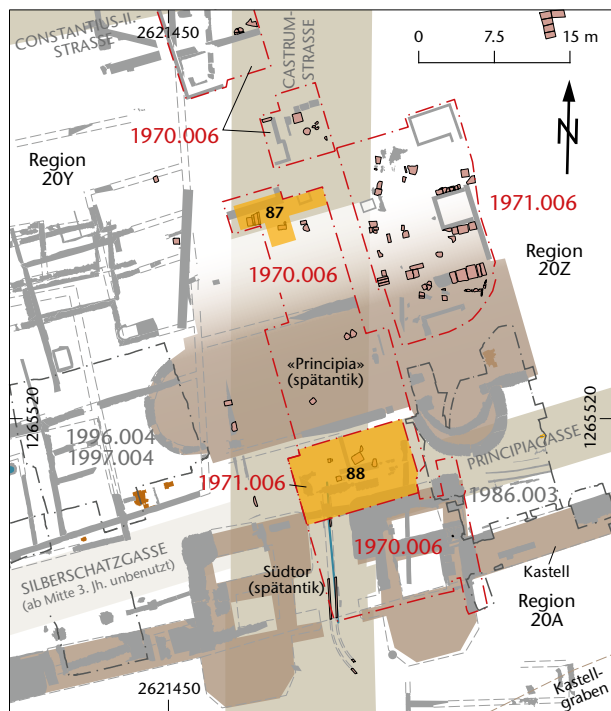 CONSTANTIUS-II.-
STRASSE
2621450
CASTRUM-
STRASSE
0 7.5 15 m
N
1970.006
Region
20Y
87
1971.006
Region
20Z
1970.006
«Principia»
(spätantik)
1265520
1265520
1996.004
1997.004
PRINCIPIAGASSE
1971.006
88
1986.003
SILBERSCHATZGASSE
(ab Mitte 3. Jh. unbenutzt)
1970.006
Südtor
(spätantik)
Kastell
Region
20A
2621450
Kastell-
graben